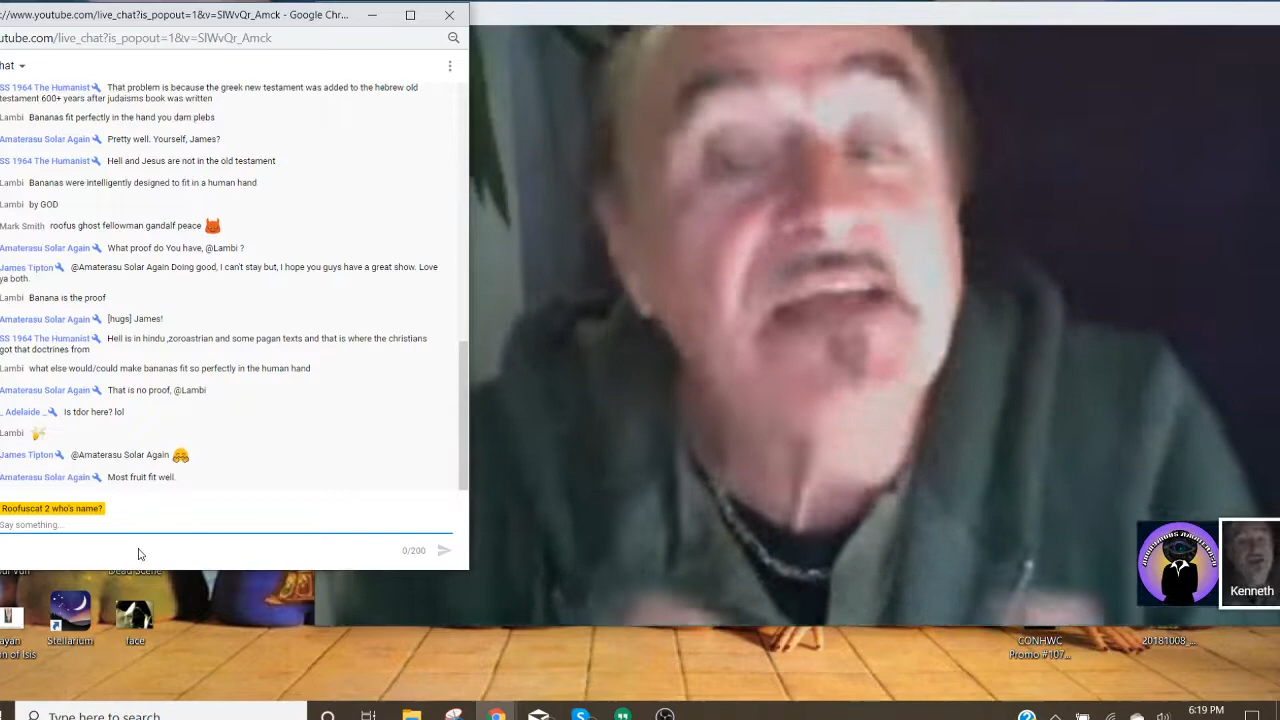 ://www.youtube.com/live_chat?is_popout=1&v=SlWvQr_Amck - Google Chr...
utube.com/live_chat?is_popout=1&v=SlWvQr_Amck
hat
SS 1964 The Humanist That problem is because the greek new testament was added to the hebrew old
testament 600+ years after judaisms book was written
Lambi Bananas fit perfectly in the hand you dam plebs
Amaterasu Solar Again Pretty well. Yourself, James?
SS 1964 The Humanist Hell and Jesus are not in the old testament
Lambi Bananas were intelligently designed to fit in a human hand
Lambi by GOD
Mark Smith roofus ghost fellowman gandalf peace
Amaterasu Solar Again What proof do You have, @Lambi ?
James Tipton @Amaterasu Solar Again Doing good, I can't stay but, I hope you guys have a great show. Love
ya both.
Lambi Banana is the proof
Amaterasu Solar Again [hugs] James!
SS 1964 The Humanist Hell is in hindu ,zoroastrian and some pagan texts and that is where the christians
got that doctrines from
Lambi what else would/could make bananas fit so perfectly in the human hand
Amaterasu Solar Again That is no proof, @Lambi
_ Adelaide _ Is tdor here? lol
Lambi
James Tipton @Amaterasu Solar Again
Amaterasu Solar Again Most fruit fit well.
Roofuscat 2 who's name?
Say something...
0/200
Kenneth
Dead Scene
ayan
on of Isis
Stellarium
face
CONHWC
Promo #107...
20181008_...
Type here to search
6:19 PM